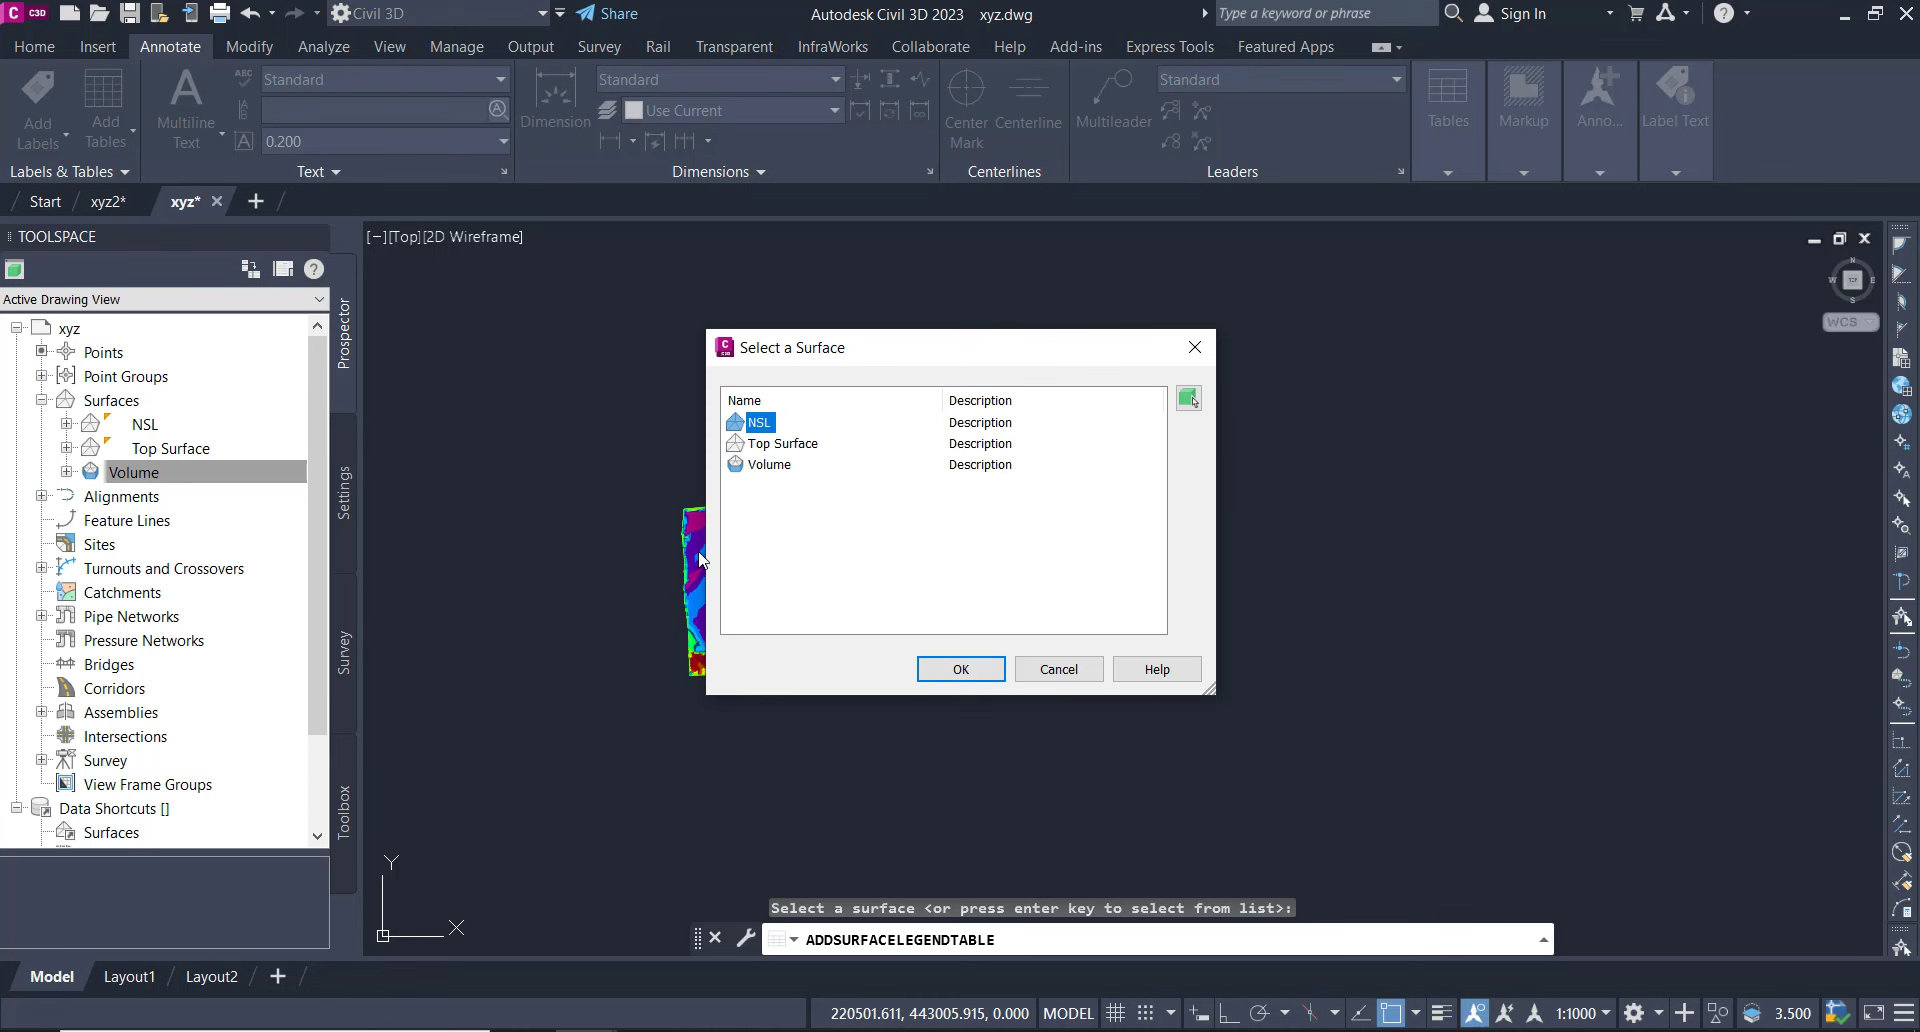 C3D Civil 3D Share Autodesk Civil 3D 2023 xyz.dwg Type a keyword or phrase Sign In
Home Insert Annotate Modify Analyze View Manage Output Survey Rail Transparent InfraWorks Collaborate Help Add-ins Express Tools Featured Apps
Add Labels
Add Tables
Multiline Text
ABC
Standard
0.200
Dimension
Standard
Use Current
Center Mark
Centerline
Multileader
Standard
Tables
Markup
Anno...
Label Text
Labels & Tables Text Dimensions Centerlines Leaders
Start xyz2* xyz*
TOOLSPACE
Active Drawing View
xyz
Points
Point Groups
Surfaces
NSL
Top Surface
Volume
Alignments
Feature Lines
Sites
Turnouts and Crossovers
Catchments
Pipe Networks
Pressure Networks
Bridges
Corridors
Assemblies
Intersections
Survey
View Frame Groups
Data Shortcuts []
Surfaces
Prospector
Settings
Survey
Toolbox
[−][Top][2D Wireframe]
N
W
TOP
E
S
WCS
Select a Surface
Name Description
NSL Description
Top Surface Description
Volume Description
OK Cancel Help
Y
X
Select a surface <or press enter key to select from list>:
ADDSURFACELEGENDTABLE
Model Layout1 Layout2
220501.611, 443005.915, 0.000 MODEL 1:1000 3.500